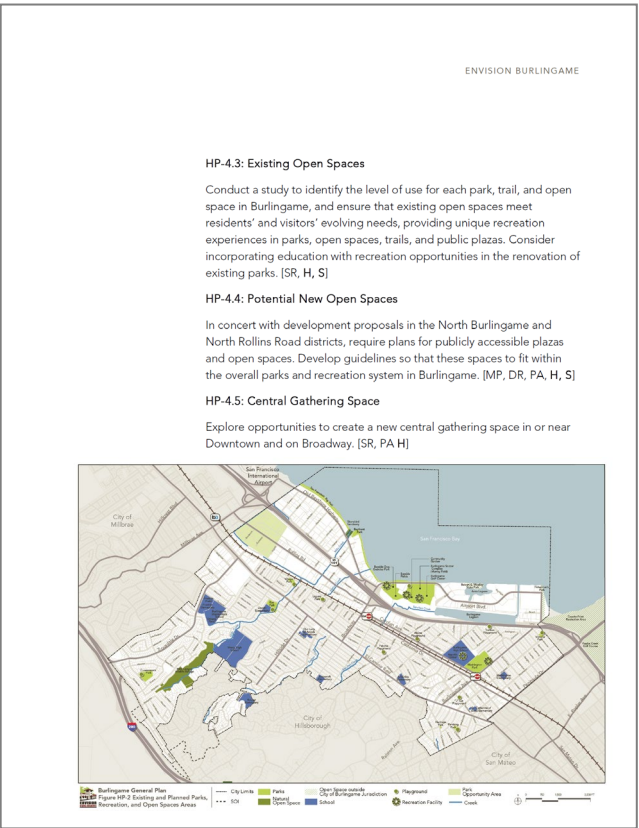 ENVISION BURLINGAME
HP-4.3: Existing Open Spaces
Conduct a study to identify the level of use for each park, trail, and open
space in Burlingame, and ensure that existing open spaces meet
residents’ and visitors’ evolving needs, providing unique recreation
experiences in parks, open spaces, trails, and public plazas. Consider
incorporating education with recreation opportunities in the renovation of
existing parks. [SR, H, S]
HP-4.4: Potential New Open Spaces
In concert with development proposals in the North Burlingame and
North Rollins Road districts, require plans for publicly accessible plazas
and open spaces. Develop guidelines so that these spaces to fit within
the overall parks and recreation system in Burlingame. [MP, DR, PA, H, S]
HP-4.5: Central Gathering Space
Explore opportunities to create a new central gathering space in or near
Downtown and on Broadway. [SR, PA H]
San Francisco
International
Airport
City of
Millbrae
San Francisco Bay
Airport Blvd.
City of
Hillsborough
City of
San Mateo
Burlingame General Plan
Figure HP-2 Existing and Planned Parks,
Recreation, and Open Spaces Areas
City Limits
SOI
Parks
Natural
Open Space
Open Space outside
City of Burlingame Jurisdiction
School
Playground
Recreation Facility
Park
Opportunity Area
Creek